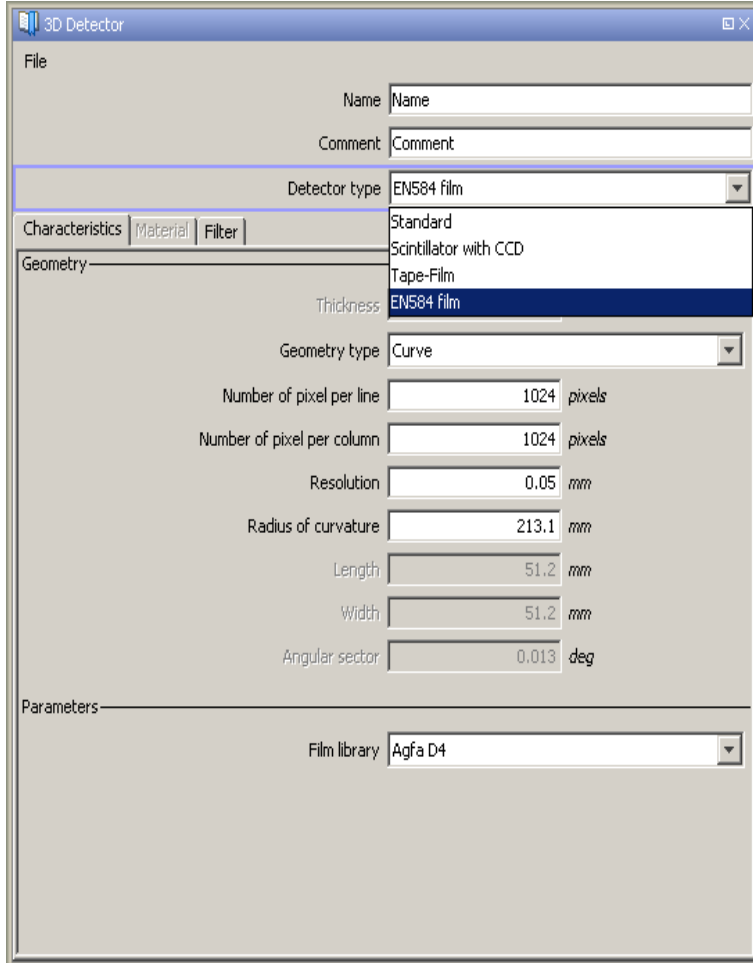 3D Detector
File
Name Name
Comment Comment
Detector type EN584 film
Characteristics Material Filter
Standard
Scintillator with CCD
Tape-Film
EN584 film
Geometry
Thickness
Geometry type Curve
Number of pixel per line 1024 pixels
Number of pixel per column 1024 pixels
Resolution 0.05 mm
Radius of curvature 213.1 mm
Length 51.2 mm
Width 51.2 mm
Angular sector 0.013 deg
Parameters
Film library Agfa D4